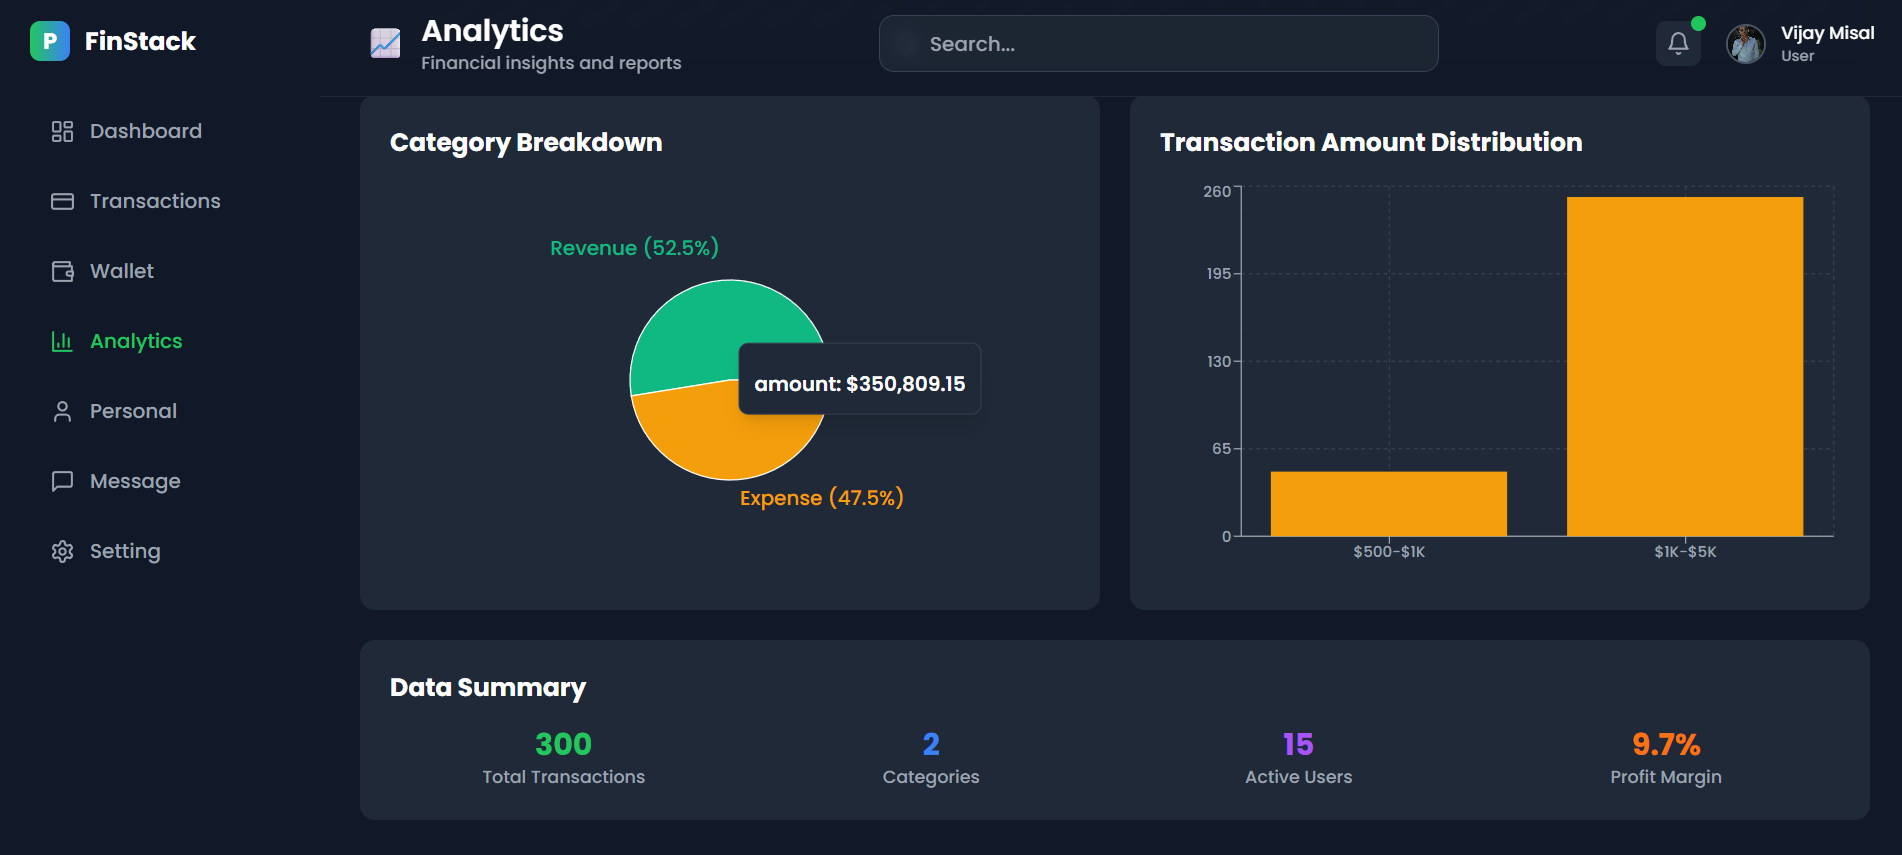 P
FinStack
Dashboard
Transactions
Wallet
Analytics
Personal
Message
Setting
Analytics
Financial insights and reports
Search...
Vijay Misal
User
Category Breakdown
Revenue (52.5%)
amount: $350,809.15
Expense (47.5%)
Transaction Amount Distribution
260
195
130
65
0
$500-$1K
$1K-$5K
Data Summary
300
Total Transactions
2
Categories
15
Active Users
9.7%
Profit Margin